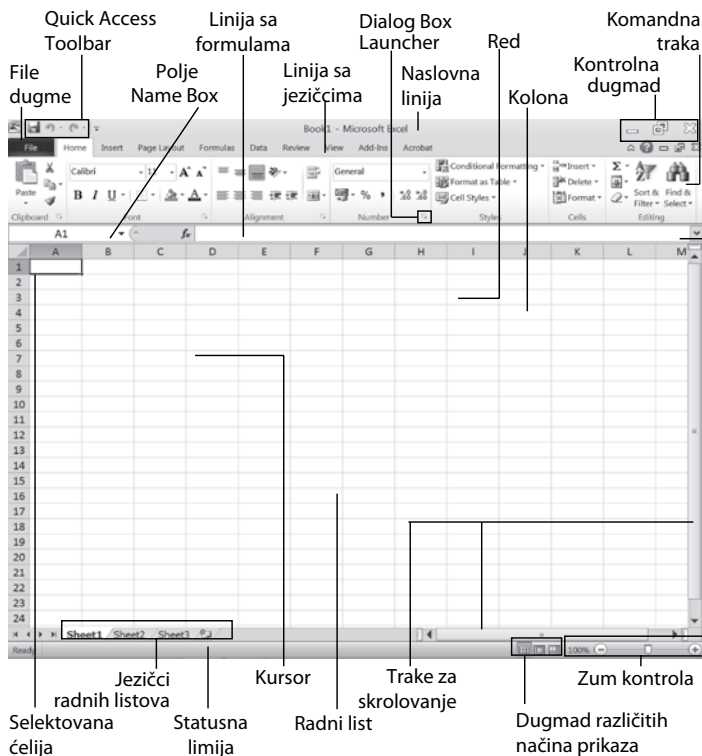 Quick Access
Toolbar
Linija sa
formulama
Dialog Box
Launcher
Red
Komandna
traka
File
dugme
Polje
Name Box
Linija sa
jezičcima
Naslovna
linija
Kolona
Kontrolna
dugmad
Book1 - Microsoft Excel
File Home Insert Page Layout Formulas Data Review View Add-Ins Acrobat
Paste
Calibri 11 A A
B I U A
General
% , .00
Conditional Formatting
Format as Table
Cell Styles
Insert
Delete
Format
Σ
Sort & Filter
Find & Select
Clipboard Font Alignment Number Styles Cells Editing
A1 fx
A B C D E F G H I J K L M
1
2
3
4
5
6
7
8
9
10
11
12
13
14
15
16
17
18
19
20
21
22
23
24
Sheet1 Sheet2 Sheet3
Ready 100%
Jezičci
radnih listova
Kursor
Trake za
skrolovanje
Zum kontrola
Selektovana
ćelija
Statusna
limija
Radni list
Dugmad različitih
načina prikaza